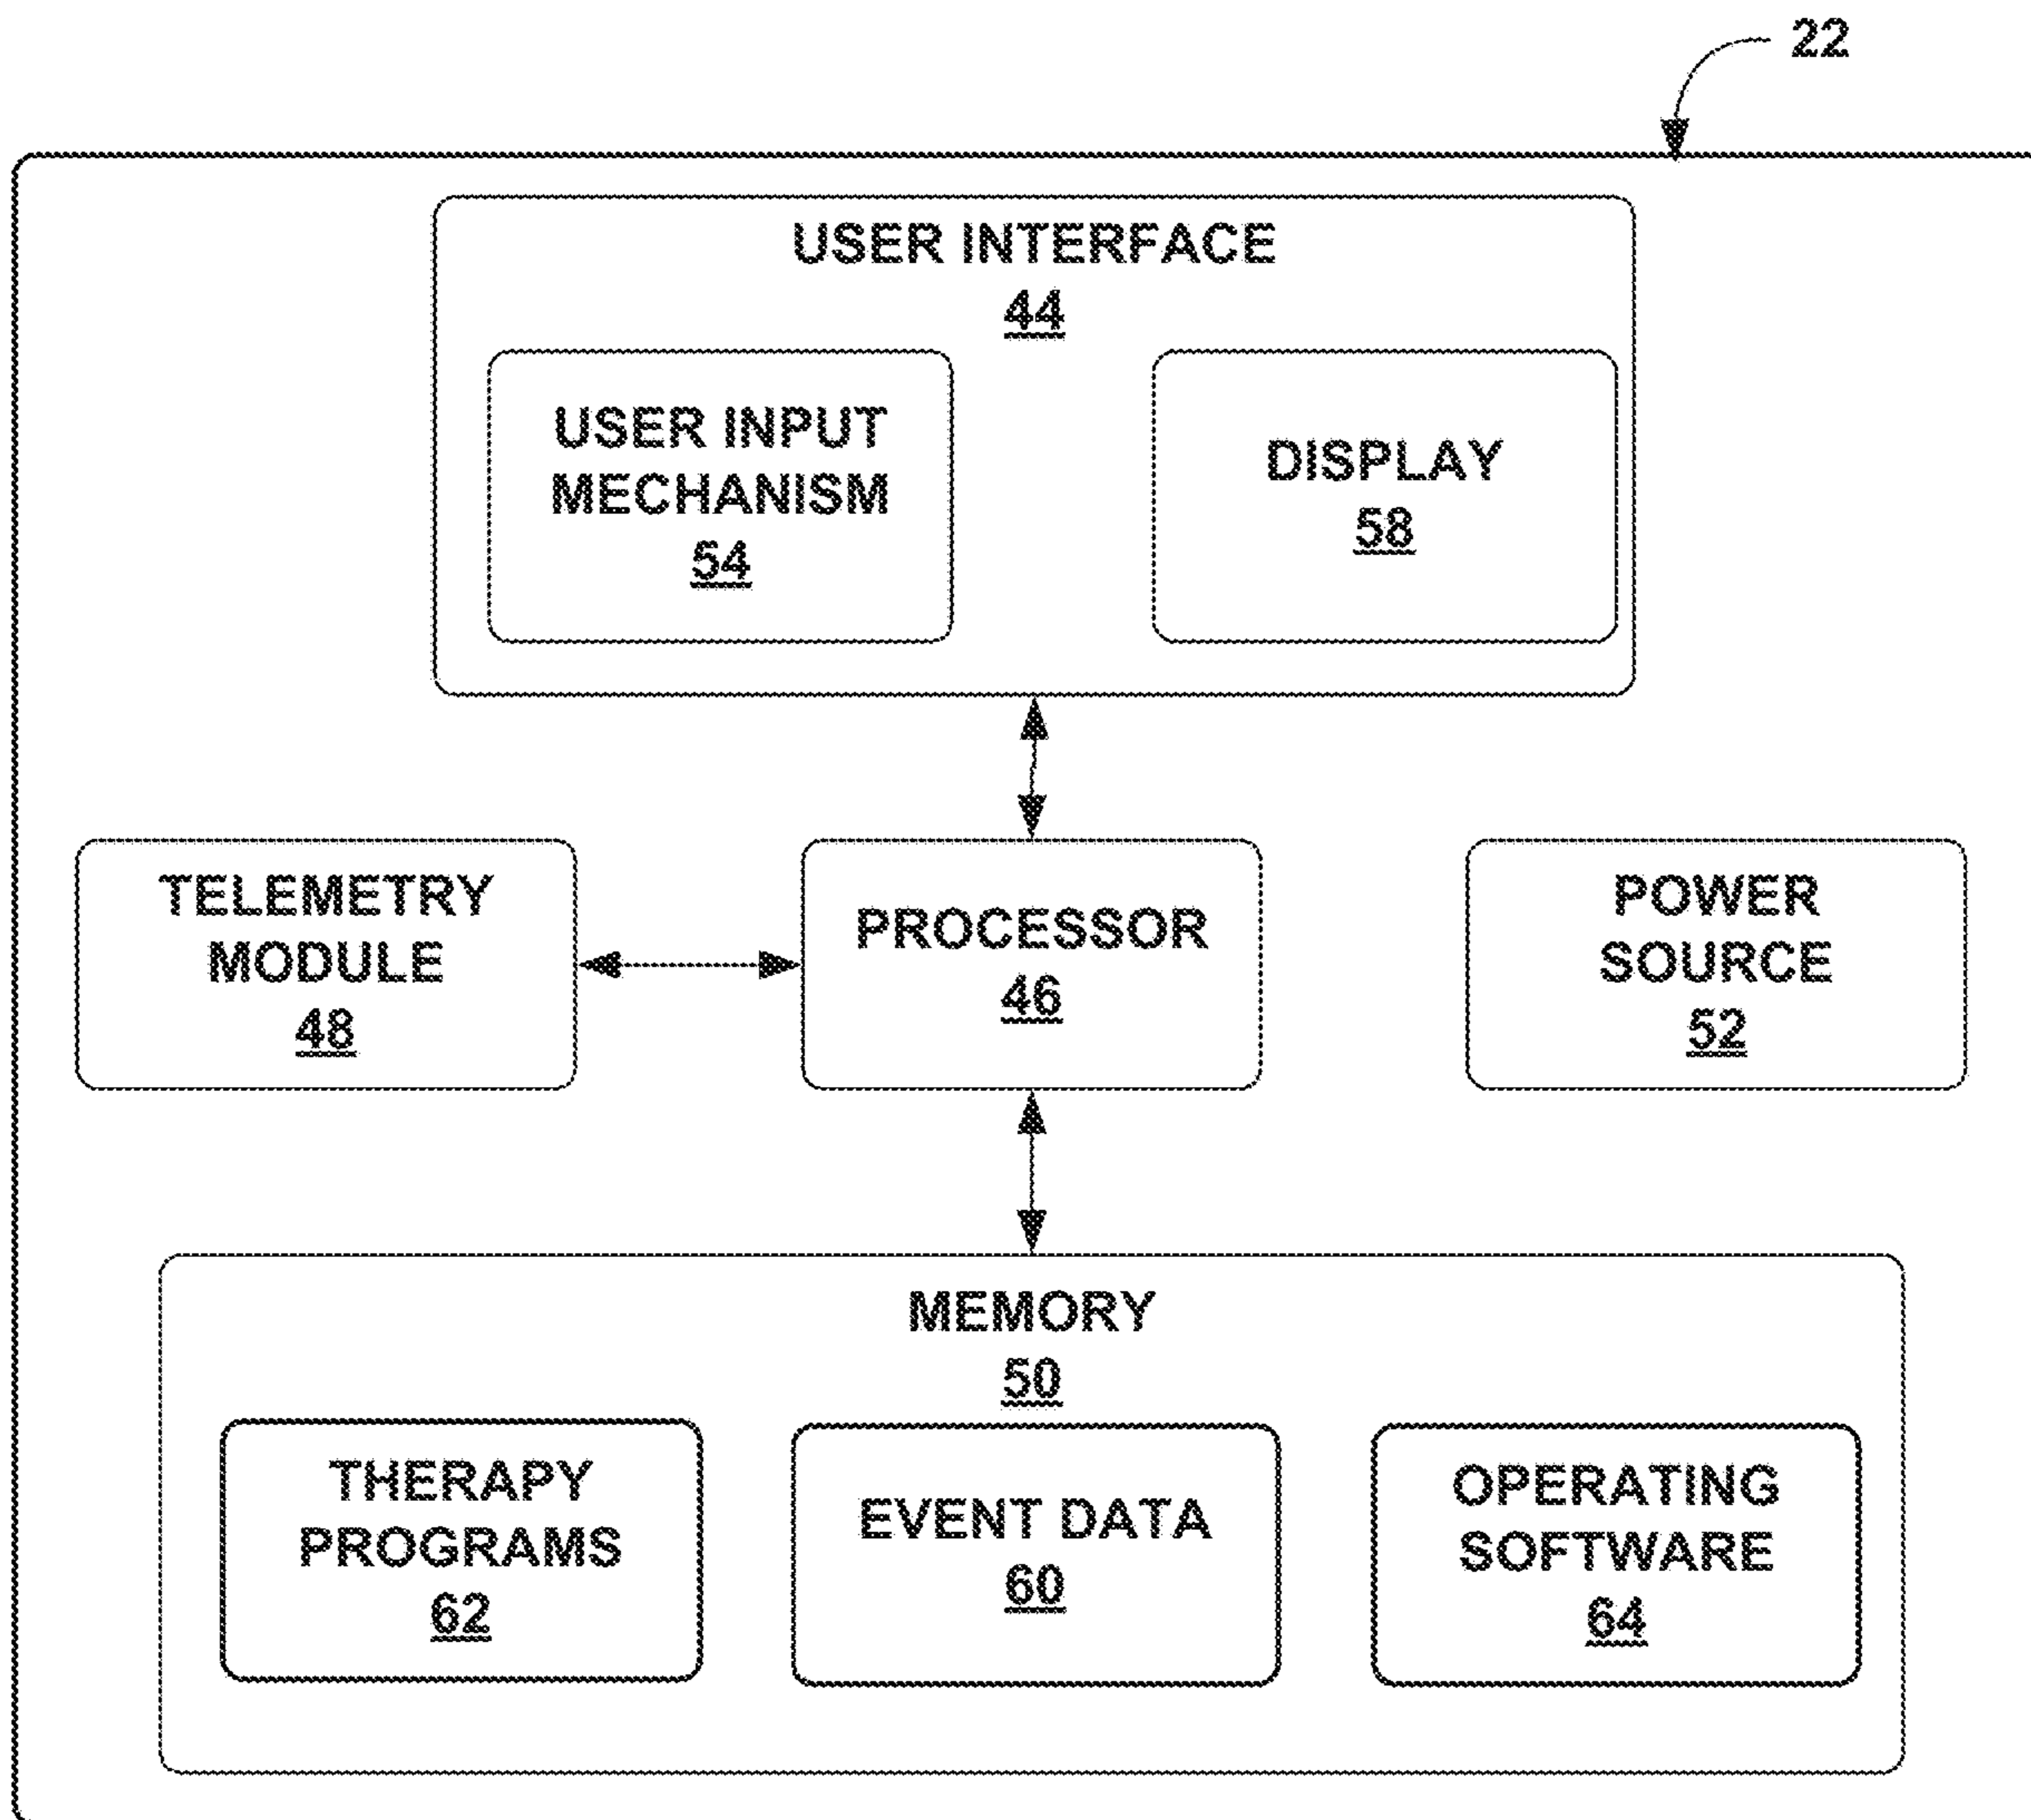 22
USER INTERFACE
44
USER INPUT
MECHANISM
54
DISPLAY
58
TELEMETRY
MODULE
48
PROCESSOR
46
POWER
SOURCE
52
MEMORY
50
THERAPY
PROGRAMS
62
EVENT DATA
60
OPERATING
SOFTWARE
64